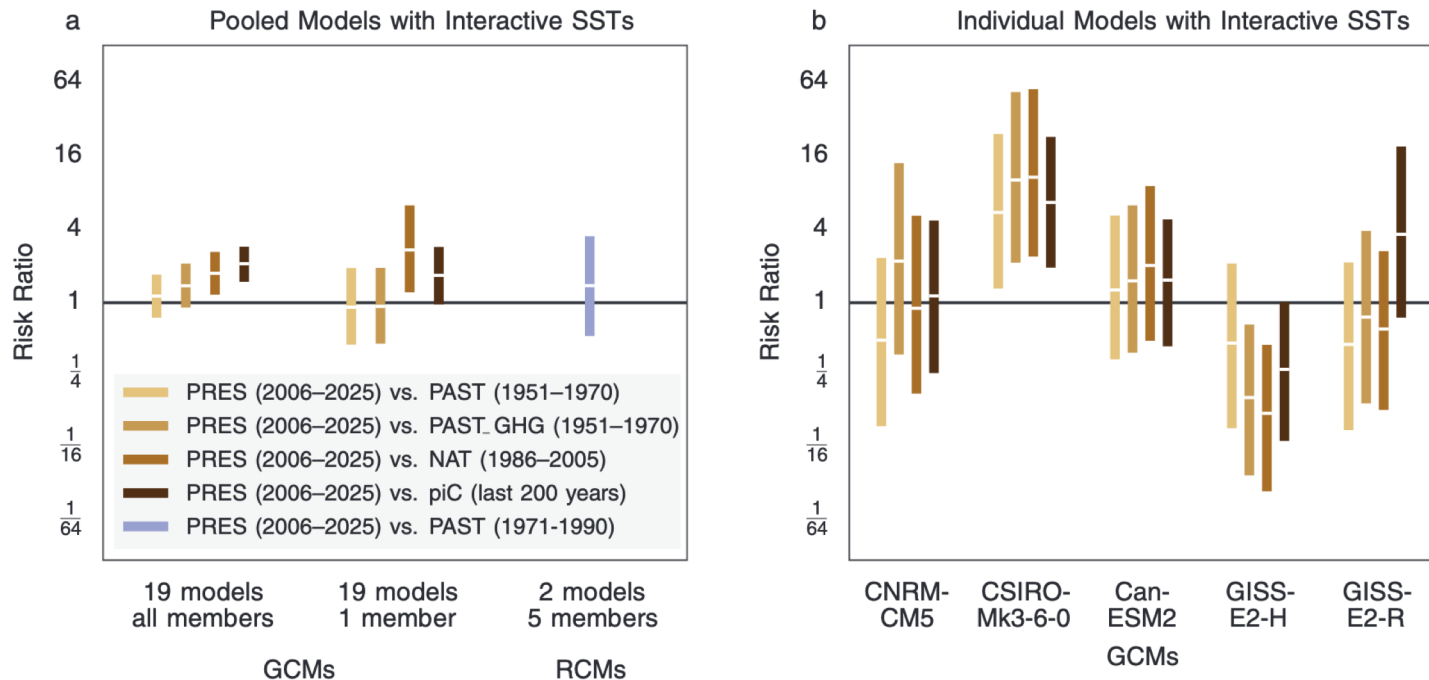 a Pooled Models with Interactive SSTs
64
16
4
1
1/4
1/16
1/64
Risk Ratio
PRES (2006–2025) vs. PAST (1951–1970)
PRES (2006–2025) vs. PAST_GHG (1951–1970)
PRES (2006–2025) vs. NAT (1986–2005)
PRES (2006–2025) vs. piC (last 200 years)
PRES (2006–2025) vs. PAST (1971-1990)
19 models
all members
19 models
1 member
2 models
5 members
GCMs
RCMs
b Individual Models with Interactive SSTs
64
16
4
1
1/4
1/16
1/64
Risk Ratio
CNRM-
CM5
CSIRO-
Mk3-6-0
Can-
ESM2
GISS-
E2-H
GISS-
E2-R
GCMs